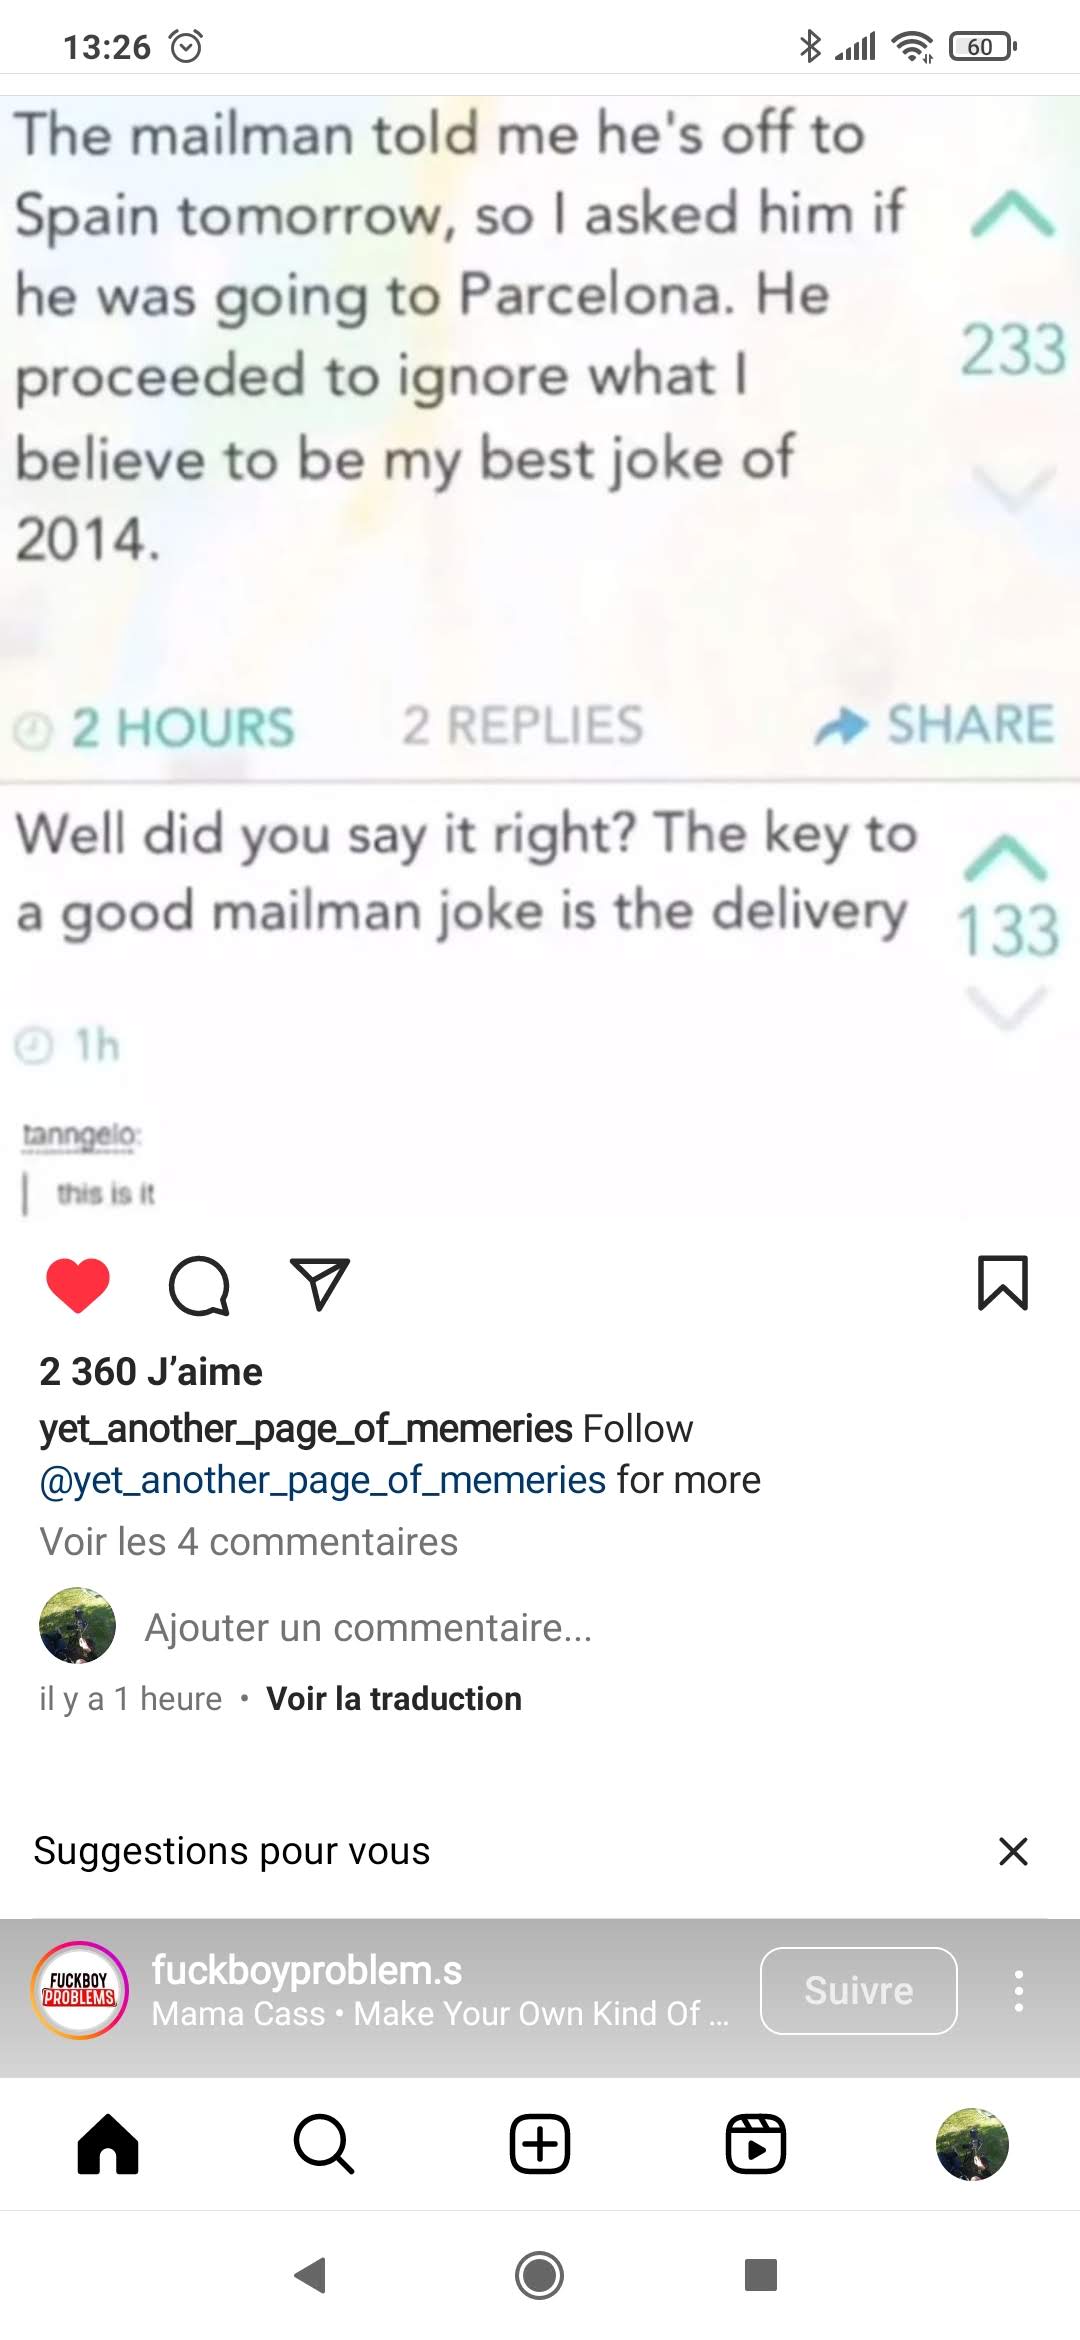 13:26
60
The mailman told me he's off to
Spain tomorrow, so I asked him if
he was going to Parcelona. He
proceeded to ignore what I
believe to be my best joke of
2014.
233
2 HOURS 2 REPLIES SHARE
Well did you say it right? The key to
a good mailman joke is the delivery
133
1h
tanngelo:
this is it
2 360 J’aime
yet_another_page_of_memeries Follow
@yet_another_page_of_memeries for more
Voir les 4 commentaires
Ajouter un commentaire...
il y a 1 heure • Voir la traduction
Suggestions pour vous
FUCKBOY
PROBLEMS
fuckboyproblem.s
Mama Cass • Make Your Own Kind Of ...
Suivre